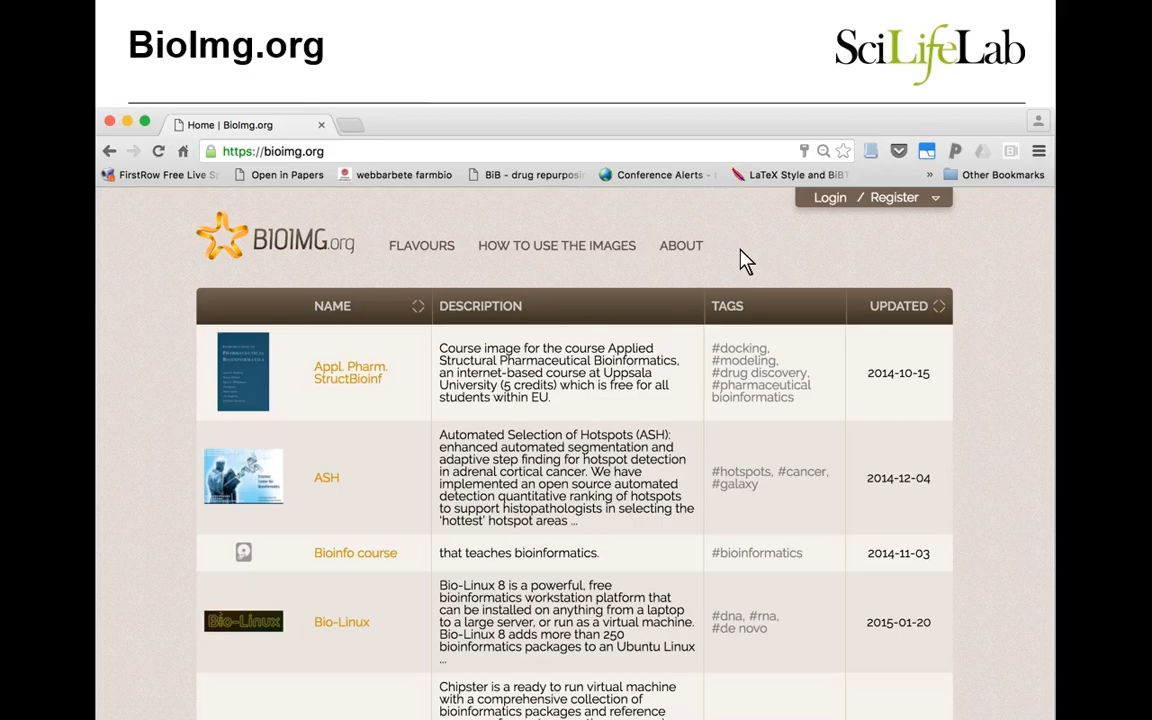 BioImg.org
SciLifeLab
Home | BioImg.org
https://bioimg.org
FirstRow Free Live
Open in Papers
webbarbete farmbio
BiB - drug repurposin
Conference Alerts -
LaTeX Style and BiBT
»
Other Bookmarks
Login / Register
BIOIMG.org
FLAVOURS
HOW TO USE THE IMAGES
ABOUT
NAME
DESCRIPTION
TAGS
UPDATED
Appl. Pharm.
StructBioinf
Course image for the course Applied
Structural Pharmaceutical Bioinformatics,
an internet-based course at Uppsala
University (5 credits) which is free for all
students within EU.
#docking,
#modeling,
#drug discovery,
#pharmaceutical
bioinformatics
2014-10-15
ASH
Automated Selection of Hotspots (ASH):
enhanced automated segmentation and
adaptive step finding for hotspot detection
in adrenal cortical cancer. We have
implemented an open source automated
detection quantitative ranking of hotspots
to support histopathologists in selecting the
'hottest' hotspot areas ...
#hotspots, #cancer,
#galaxy
2014-12-04
Bioinfo course
that teaches bioinformatics.
#bioinformatics
2014-11-03
Bio-Linux
Bio-Linux
Bio-Linux 8 is a powerful, free
bioinformatics workstation platform that
can be installed on anything from a laptop
to a large server, or run as a virtual machine.
Bio-Linux 8 adds more than 250
bioinformatics packages to an Ubuntu Linux
...
#dna, #rna,
#de novo
2015-01-20
Chipster is a ready to run virtual machine
with a comprehensive collection of
bioinformatics packages and reference